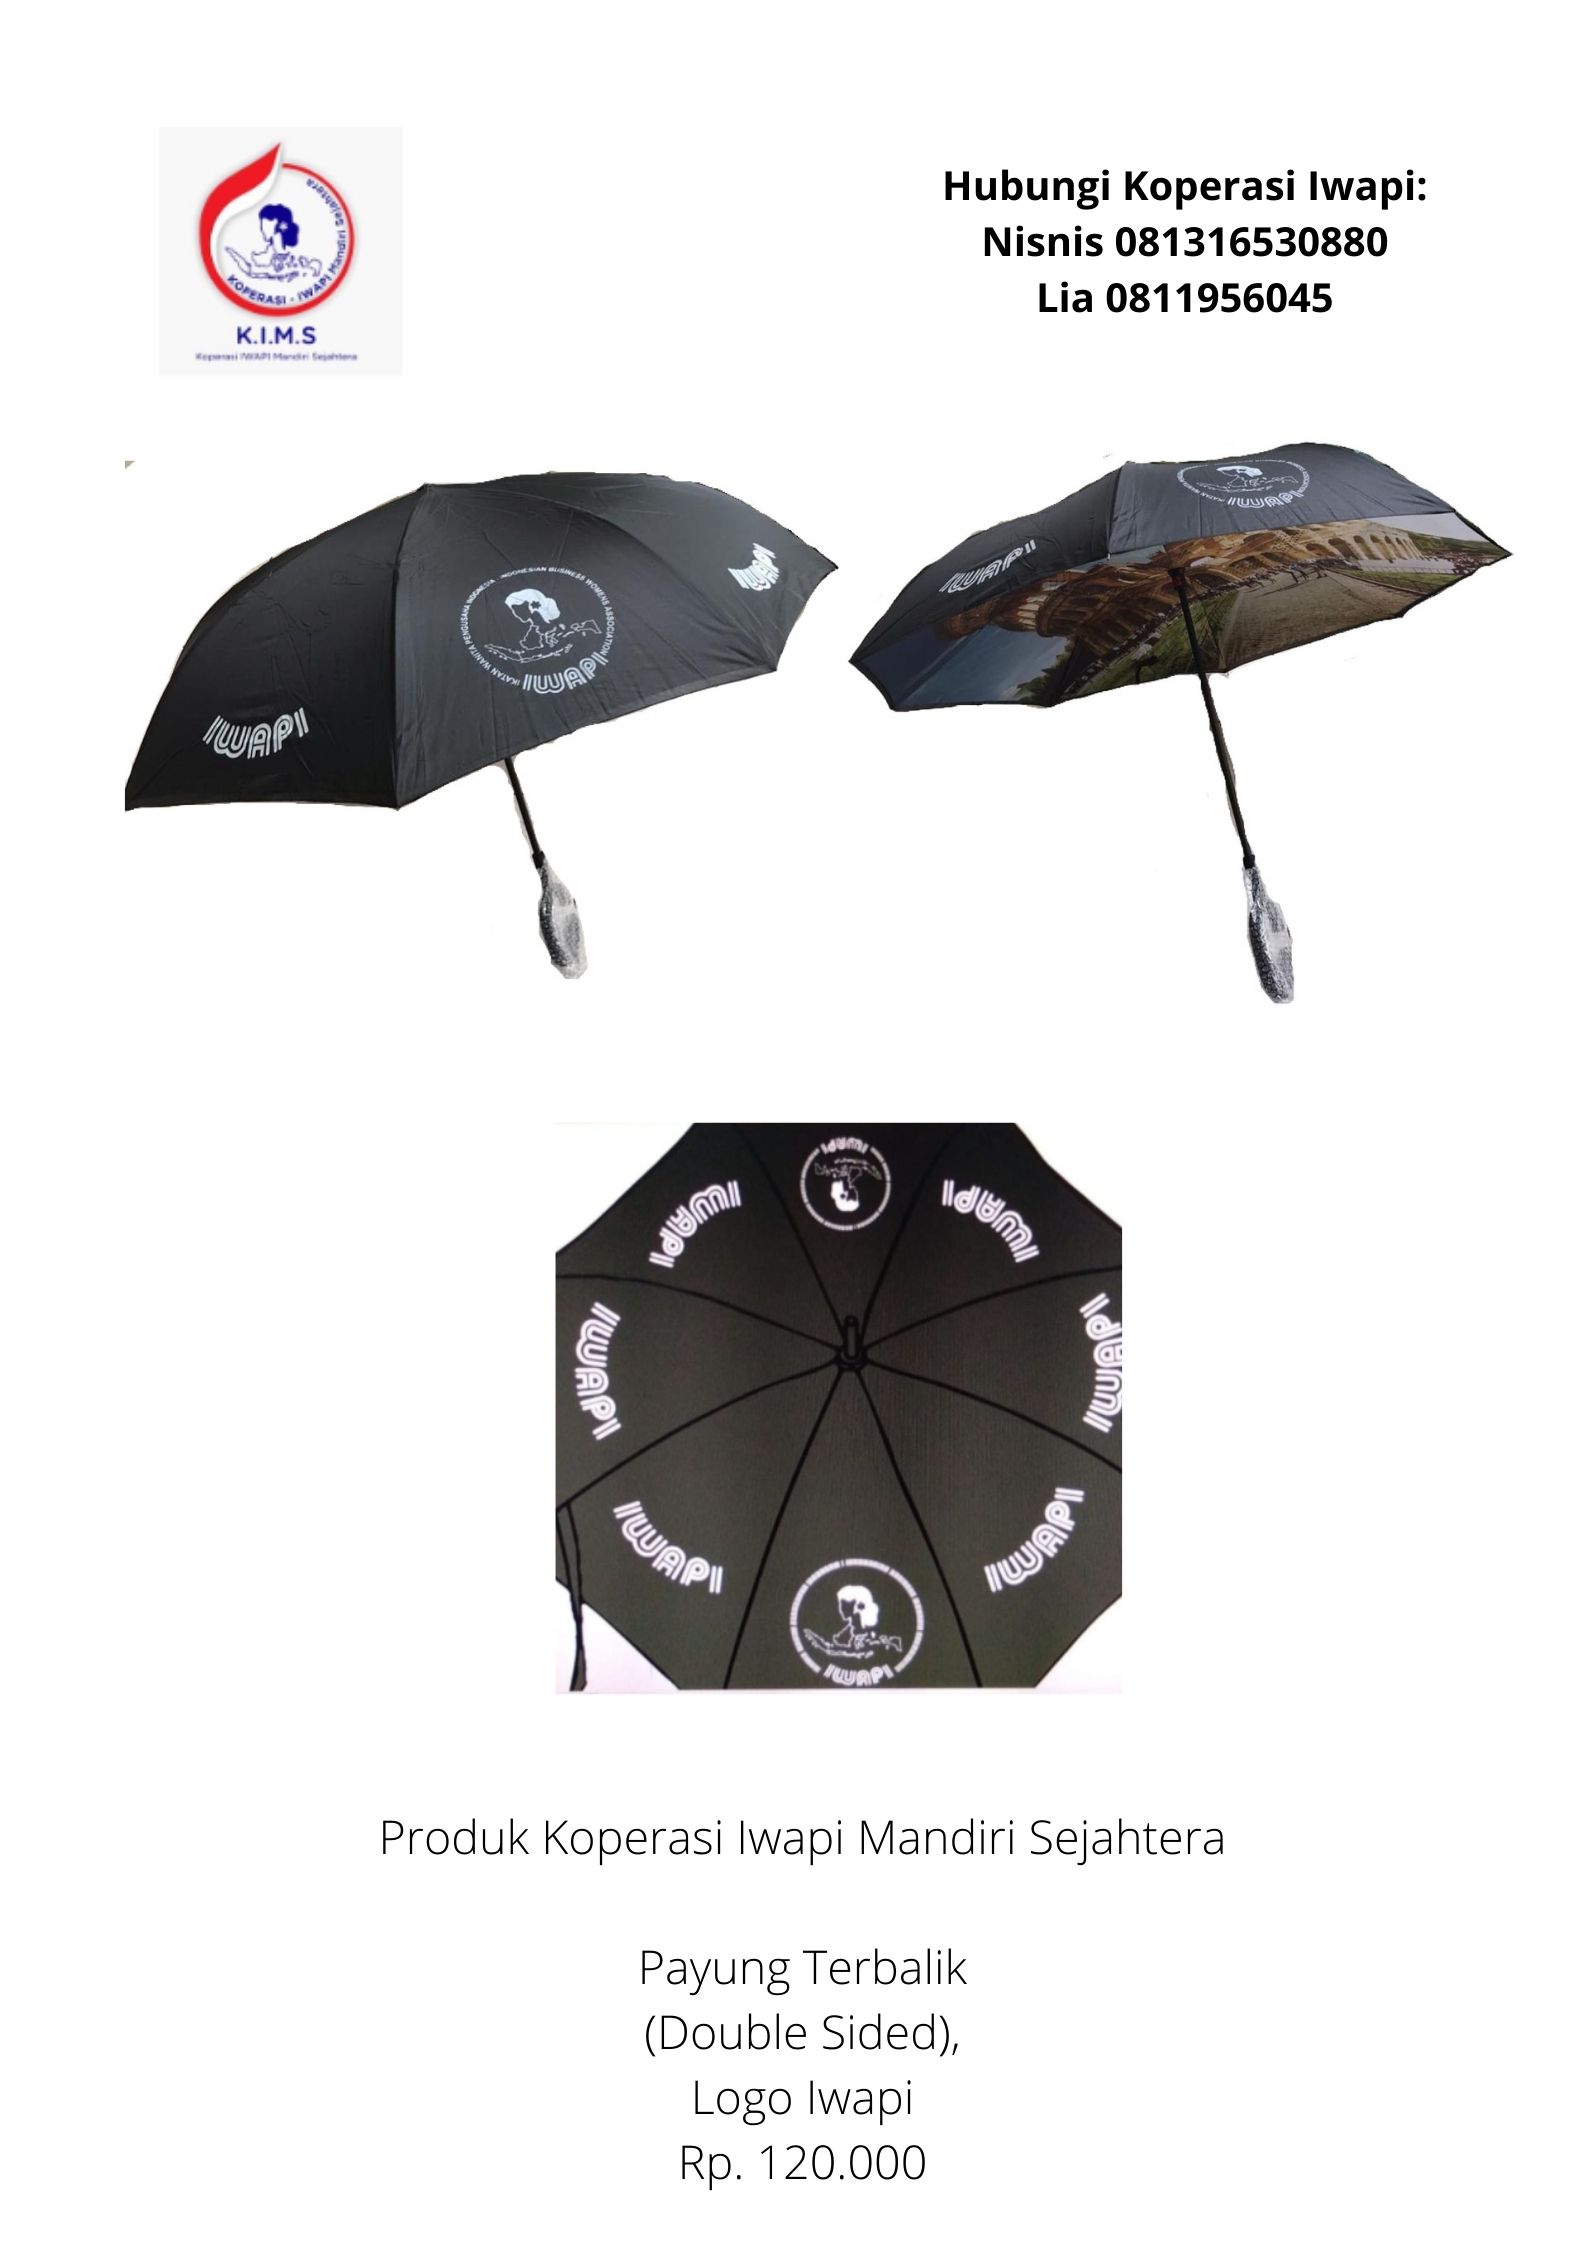 KOPERASI - IWAPI Mandiri Sejahtera
K.I.M.S
Koperasi IWAPI Mandiri Sejahtera
Hubungi Koperasi Iwapi:
Nisnis 081316530880
Lia 0811956045
IWAPI
IKATAN WANITA PENGUSAHA INDONESIA - INDONESIAN BUSINESS WOMENS ASSOCIATION
IWAPI
IWAPI
IWAPI
IWAPI
IWAPI
IWAPI
IWAPI
IWAPI
IWAPI
IWAPI
IWAPI
IWAPI
Produk Koperasi Iwapi Mandiri Sejahtera
Payung Terbalik
(Double Sided),
Logo Iwapi
Rp. 120.000